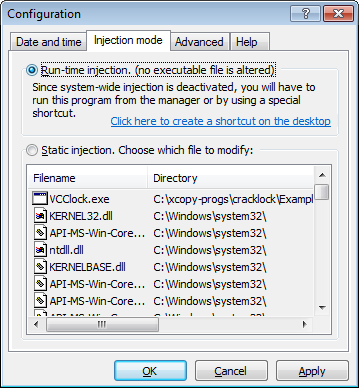 Configuration
Date and time Injection mode Advanced Help
Run-time injection. (no executable file is altered)
Since system-wide injection is deactivated, you will have to
run this program from the manager or by using a special
shortcut.
Click here to create a shortcut on the desktop
Static injection. Choose which file to modify:
Filename Directory
VCClock.exe C:\xcopy-progs\cracklock\Exampl
KERNEL32.dll C:\Windows\system32\
API-MS-Win-Core... C:\Windows\system32\
ntdll.dll C:\Windows\system32\
KERNELBASE.dll C:\Windows\system32\
API-MS-Win-Core... C:\Windows\system32\
API-MS-Win-Core... C:\Windows\system32\
API-MS-Win-Core... C:\Windows\system32\
OK Cancel Apply